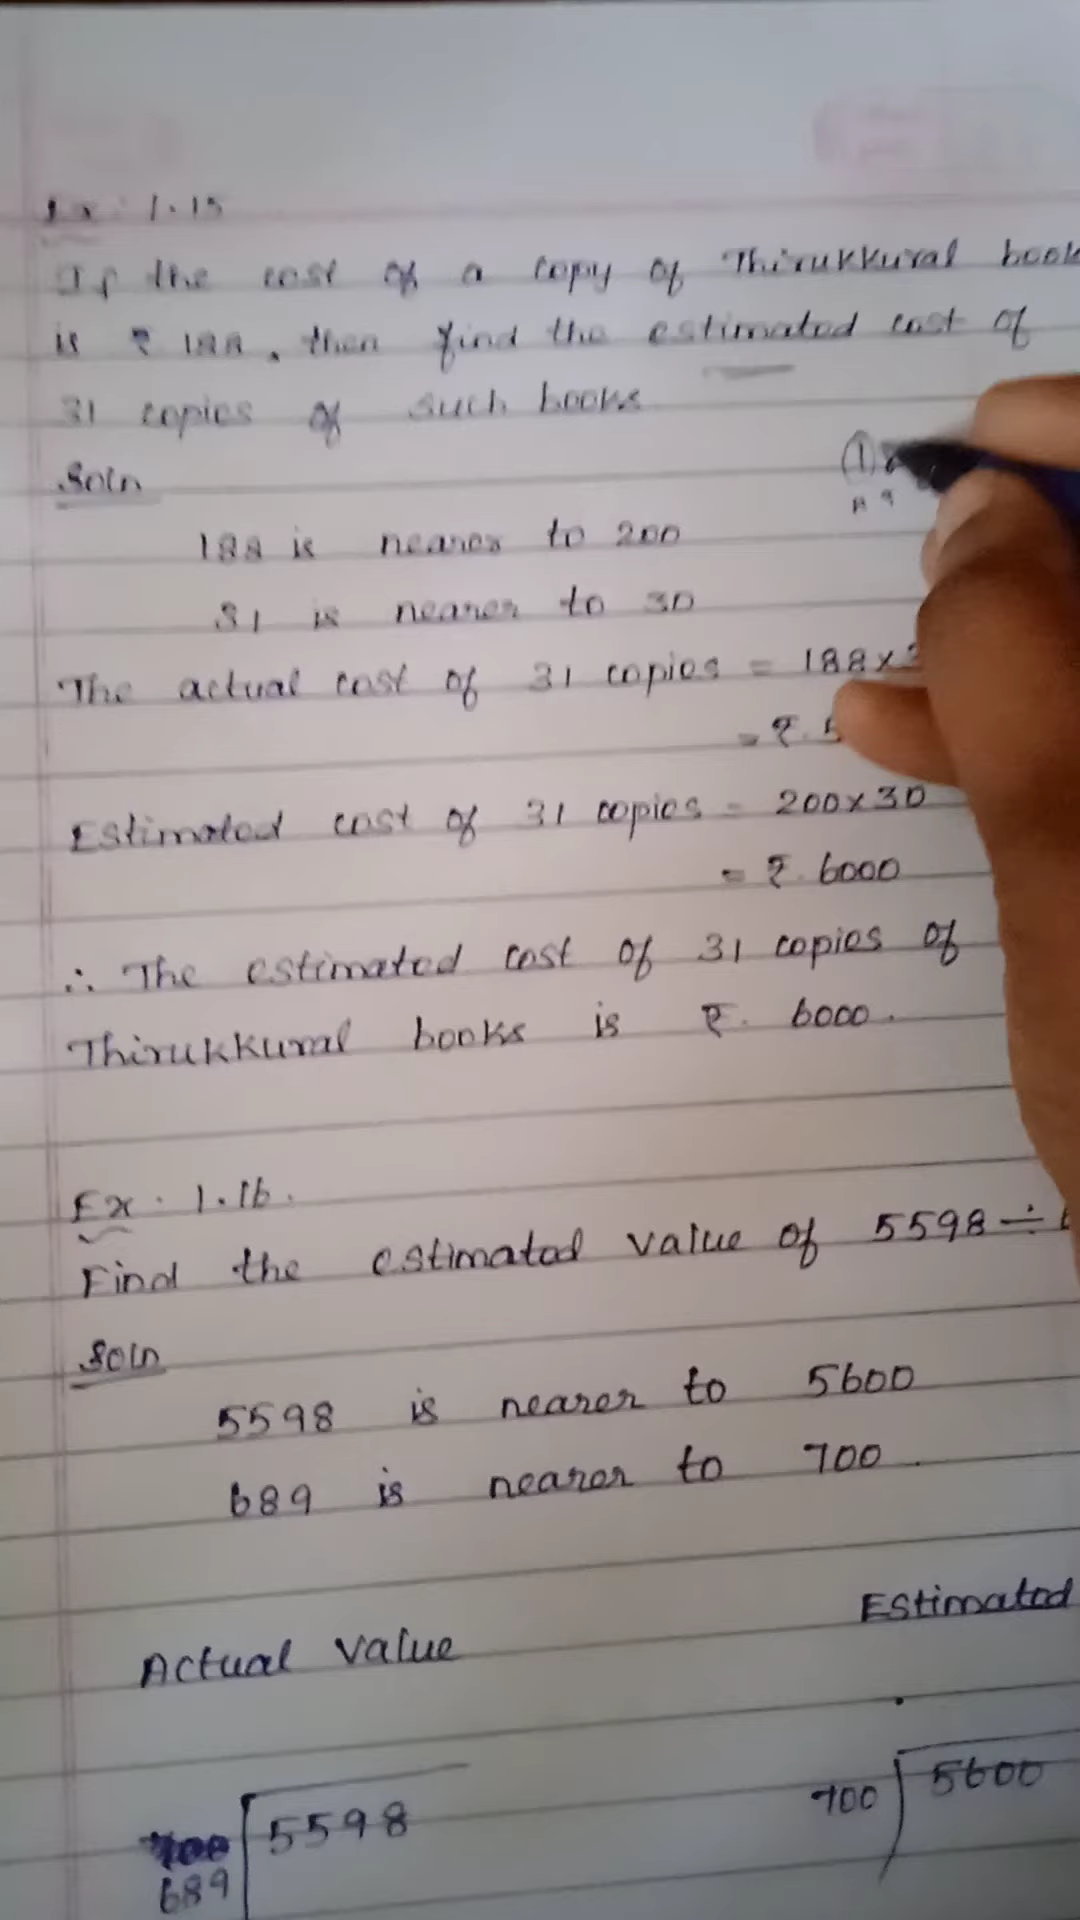 Ex: 1.15
If the cost of a copy of Thirukkural book
is ₹ 188, then find the estimated cost of
31 copies of such books
Soln
188 is nearer to 200
31 is nearer to 30
The actual cost of 31 copies = 188×
= ₹. 5
Estimated cost of 31 copies = 200×30
= ₹. 6000
∴ The estimated cost of 31 copies of
Thirukkural books is ₹. 6000.
Ex: 1.16.
Find the estimated value of 5598÷
Soln
5598 is nearer to 5600
689 is nearer to 700.
Estimated
Actual Value
5598
689
700 5600